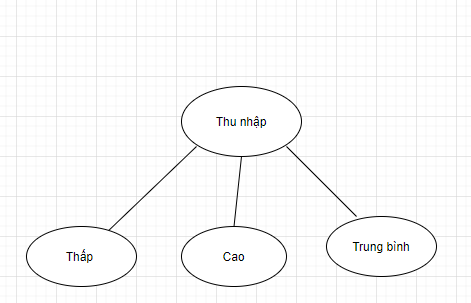 Thu nhập
Thấp
Cao
Trung bình